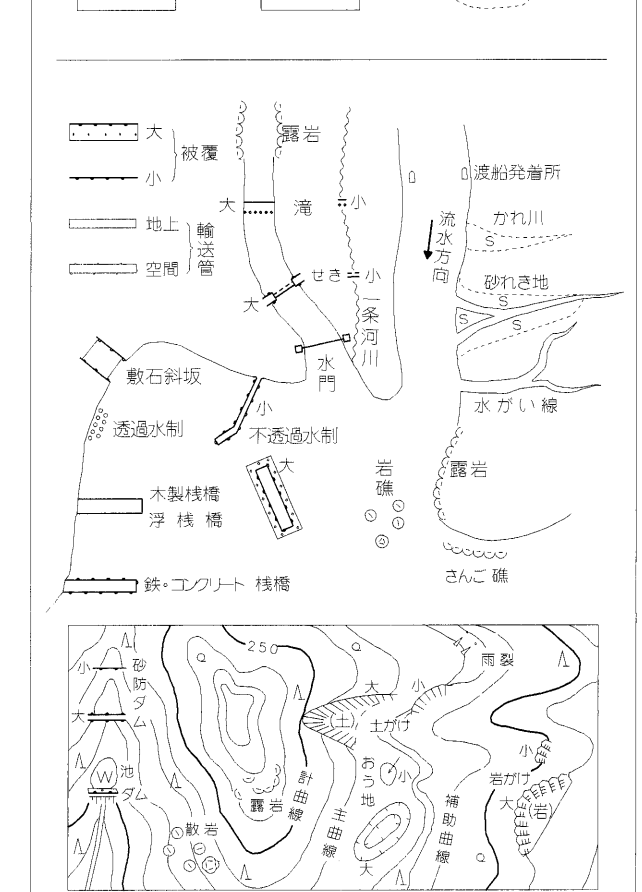 大
被覆
小
地上
輸送管
空間
露岩
大 滝 小
せき 小
大
一条河川
水門
渡船発着所
流水方向
かれ川
S
砂れき地
S
S
S
水がい線
敷石斜坂
透過水制
小
不透過水制
大
岩礁
露岩
木製桟橋
浮桟橋
さんご礁
鉄・コンクリート 桟橋
250
小
砂防ダム
大
W
池
ダム
散岩
露岩
計曲線
主曲線
大
(土)
土がけ
小
おう地
小
大
補助曲線
雨裂
小
岩がけ
大
(岩)